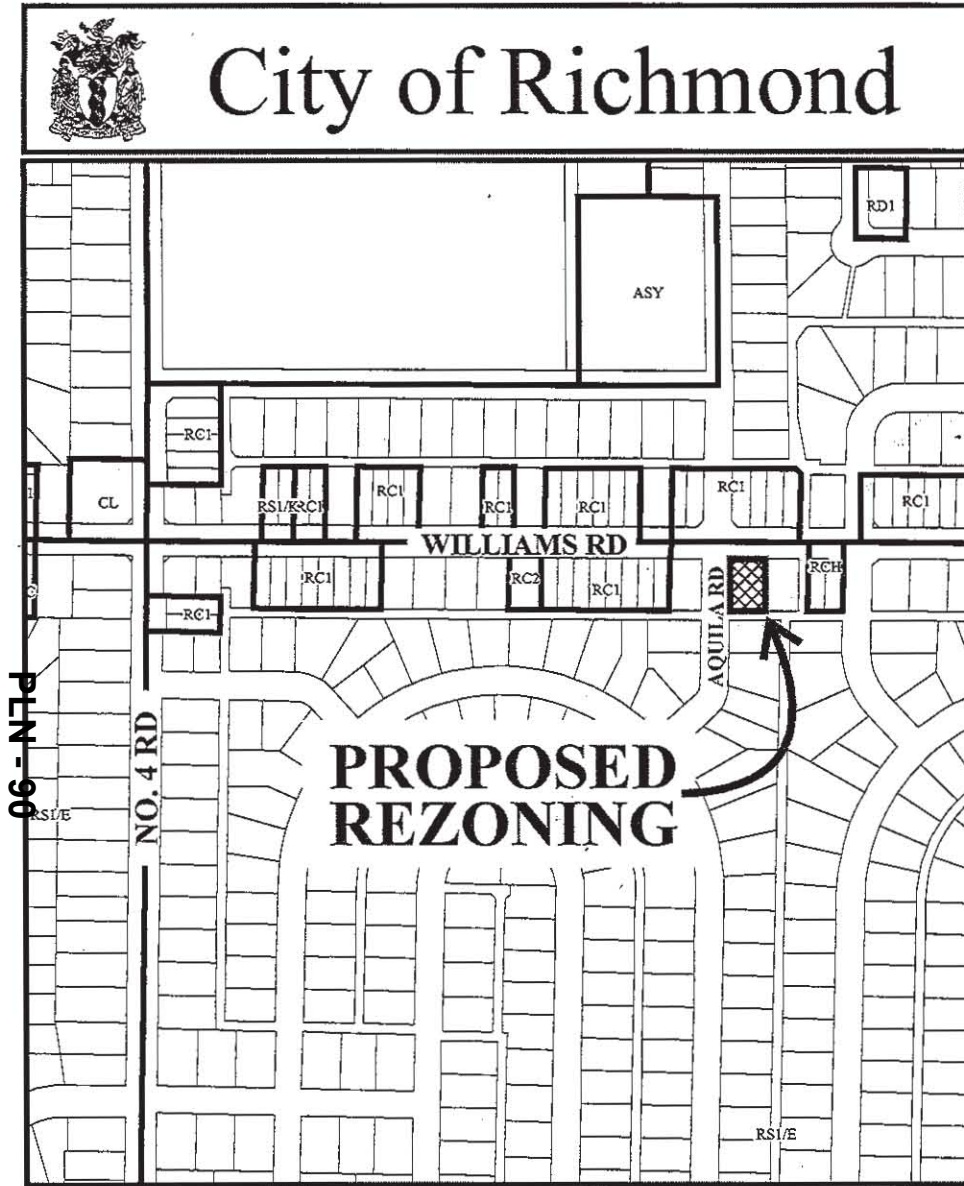 City of Richmond
RD1
ASY
RC1
CL
RS1/K
RC1
RC1
RC1
RC1
RC1
RC1
WILLIAMS RD
RC1
RC2
RC1
RCH
RC1
AQUILA RD
PROPOSED
REZONING
NO. 4 RD
PLN - 90
RS1/E
RS1/E